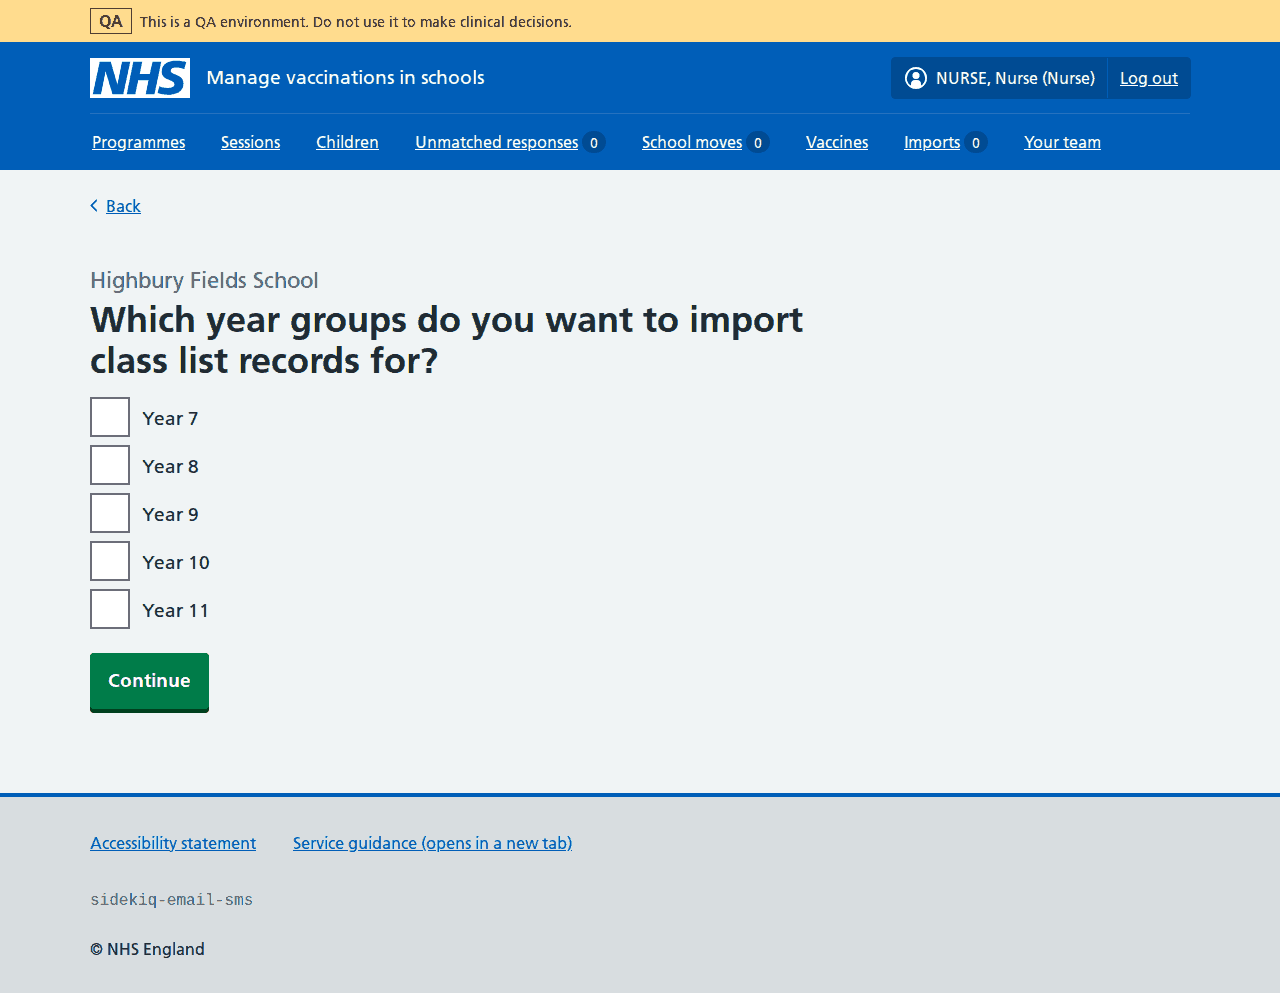 QA This is a QA environment. Do not use it to make clinical decisions.
NHS Manage vaccinations in schools NURSE, Nurse (Nurse) Log out
Programmes Sessions Children Unmatched responses 0 School moves 0 Vaccines Imports 0 Your team
Back
Highbury Fields School
Which year groups do you want to import
class list records for?
Year 7
Year 8
Year 9
Year 10
Year 11
Continue
Accessibility statement Service guidance (opens in a new tab)
sidekiq-email-sms
© NHS England